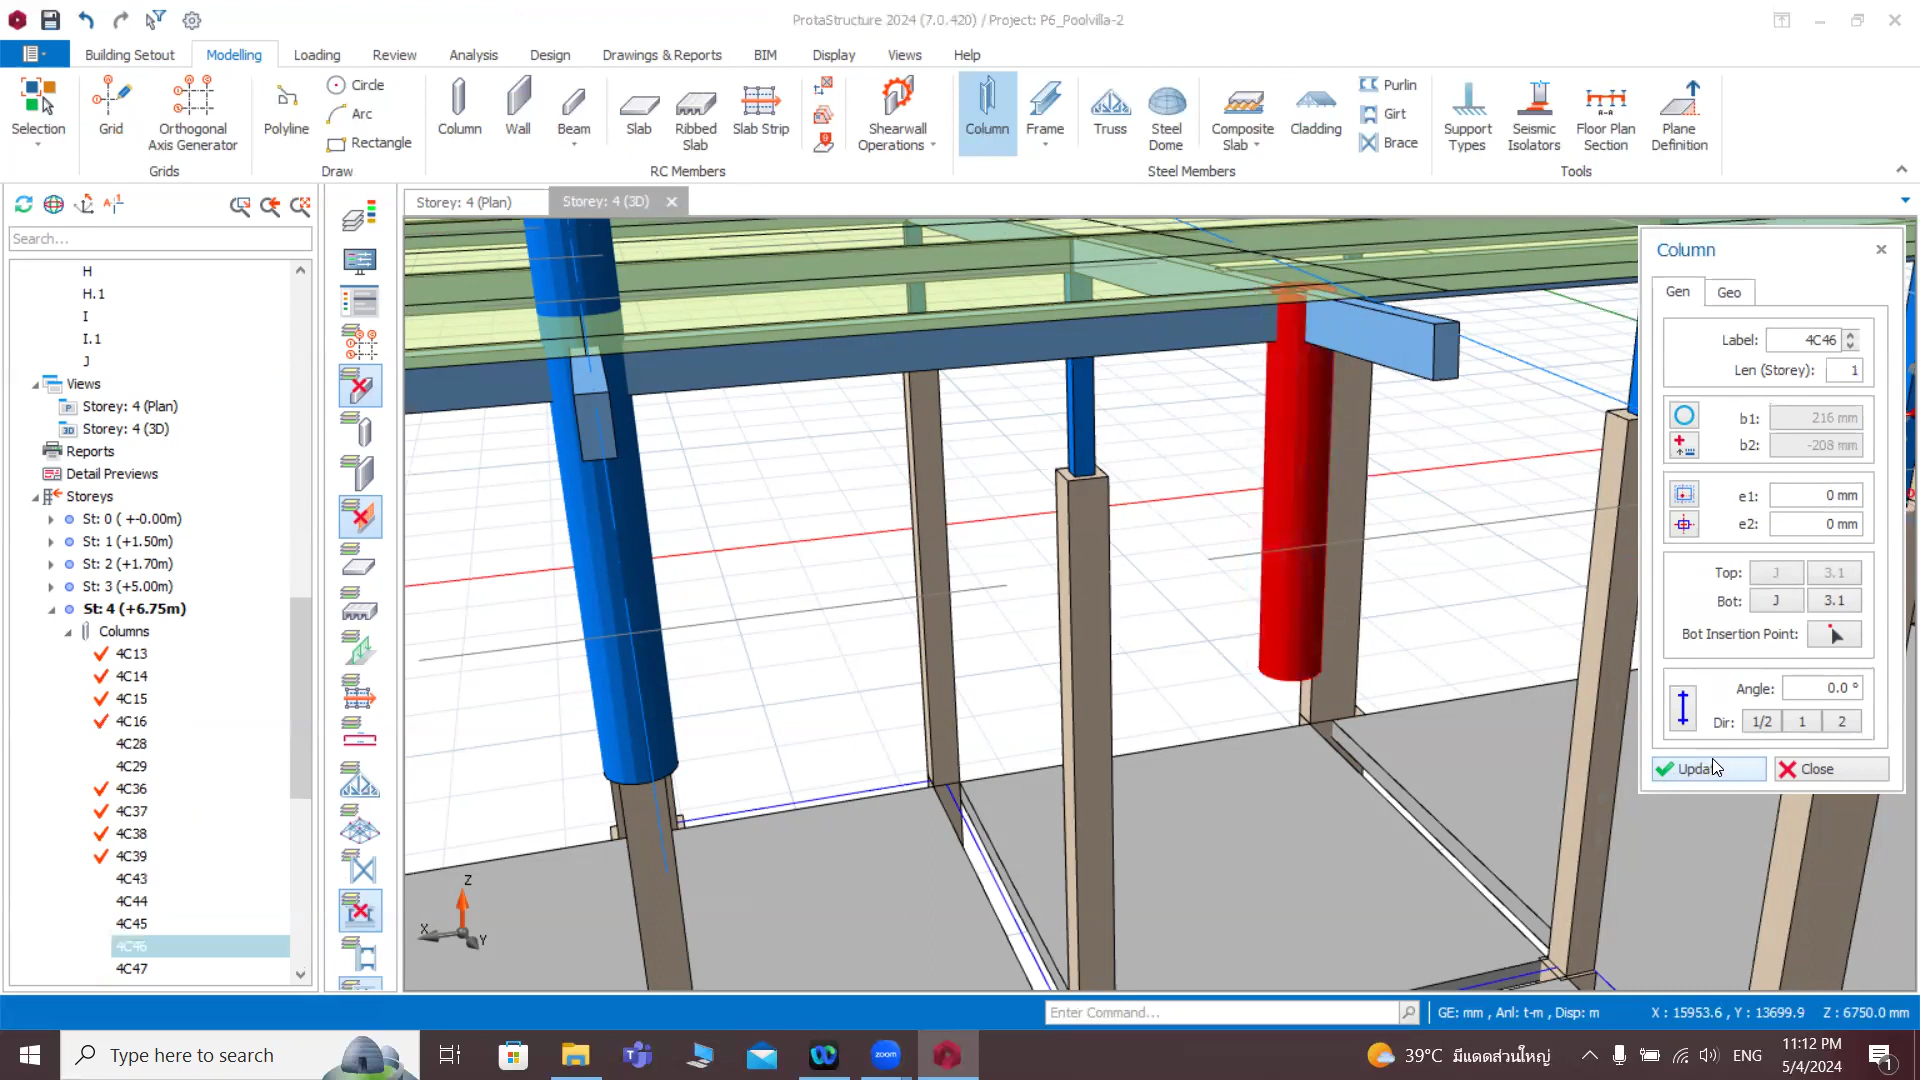 ProtaStructure 2024 (7.0.420) / Project: P6_Poolvilla-2
Building Setout
Modelling
Loading
Review
Analysis
Design
Drawings & Reports
BIM
Display
Views
Help
Selection
Grid
Orthogonal
Axis Generator
Grids
Polyline
Circle
Arc
Rectangle
Draw
Column
Wall
Beam
Slab
Ribbed
Slab
Slab Strip
Shearwall
Operations
RC Members
Column
Frame
Truss
Steel
Dome
Composite
Slab
Cladding
Purlin
Girt
Brace
Steel Members
Support
Types
Seismic
Isolators
Floor Plan
Section
Plane
Definition
Tools
Search...
H
H.1
I
I.1
J
Views
Storey: 4 (Plan)
Storey: 4 (3D)
Reports
Detail Previews
Storeys
St: 0 ( +-0.00m)
St: 1 (+1.50m)
St: 2 (+1.70m)
St: 3 (+5.00m)
St: 4 (+6.75m)
Columns
4C13
4C14
4C15
4C16
4C28
4C29
4C36
4C37
4C38
4C39
4C43
4C44
4C45
4C46
4C47
Storey: 4 (Plan)
Storey: 4 (3D)
Z
X
Y
Column
Gen
Geo
Label: 4C46
Len (Storey): 1
b1: 216 mm
b2: -208 mm
e1: 0 mm
e2: 0 mm
Top: J 3.1
Bot: J 3.1
Bot Insertion Point:
Angle: 0.0 °
Dir: 1/2 1 2
Close
Enter Command...
GE: mm , Anl: t-m , Disp: m
X : 15953.6 , Y : 13699.9
Z : 6750.0 mm
Type here to search
zoom
39°C มีแดดส่วนใหญ่
ENG
11:12 PM
5/4/2024
1